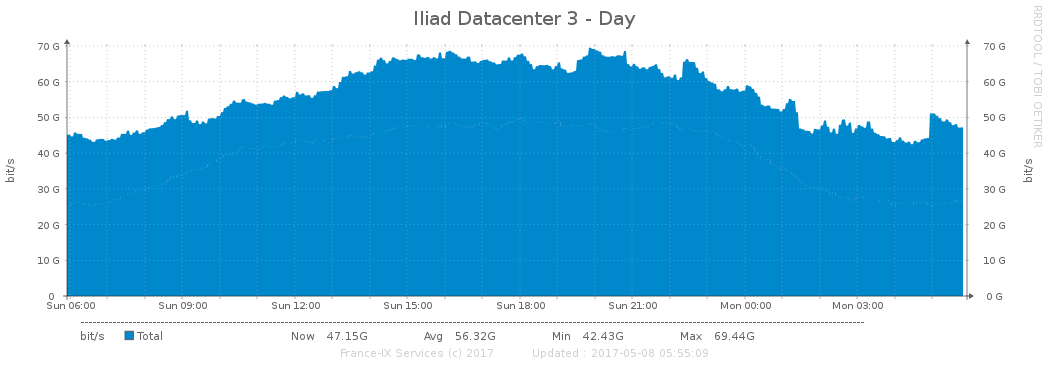 Iliad Datacenter 3 - Day
RRDTOOL / TOBI OETIKER
bit/s
70 G
60 G
50 G
40 G
30 G
20 G
10 G
0
70 G
60 G
50 G
40 G
30 G
20 G
10 G
0 G
bit/s
Sun 06:00 Sun 09:00 Sun 12:00 Sun 15:00 Sun 18:00 Sun 21:00 Mon 00:00 Mon 03:00
bit/s Total Now 47.15G Avg 56.32G Min 42.43G Max 69.44G
France-IX Services (c) 2017 Updated : 2017-05-08 05:55:09